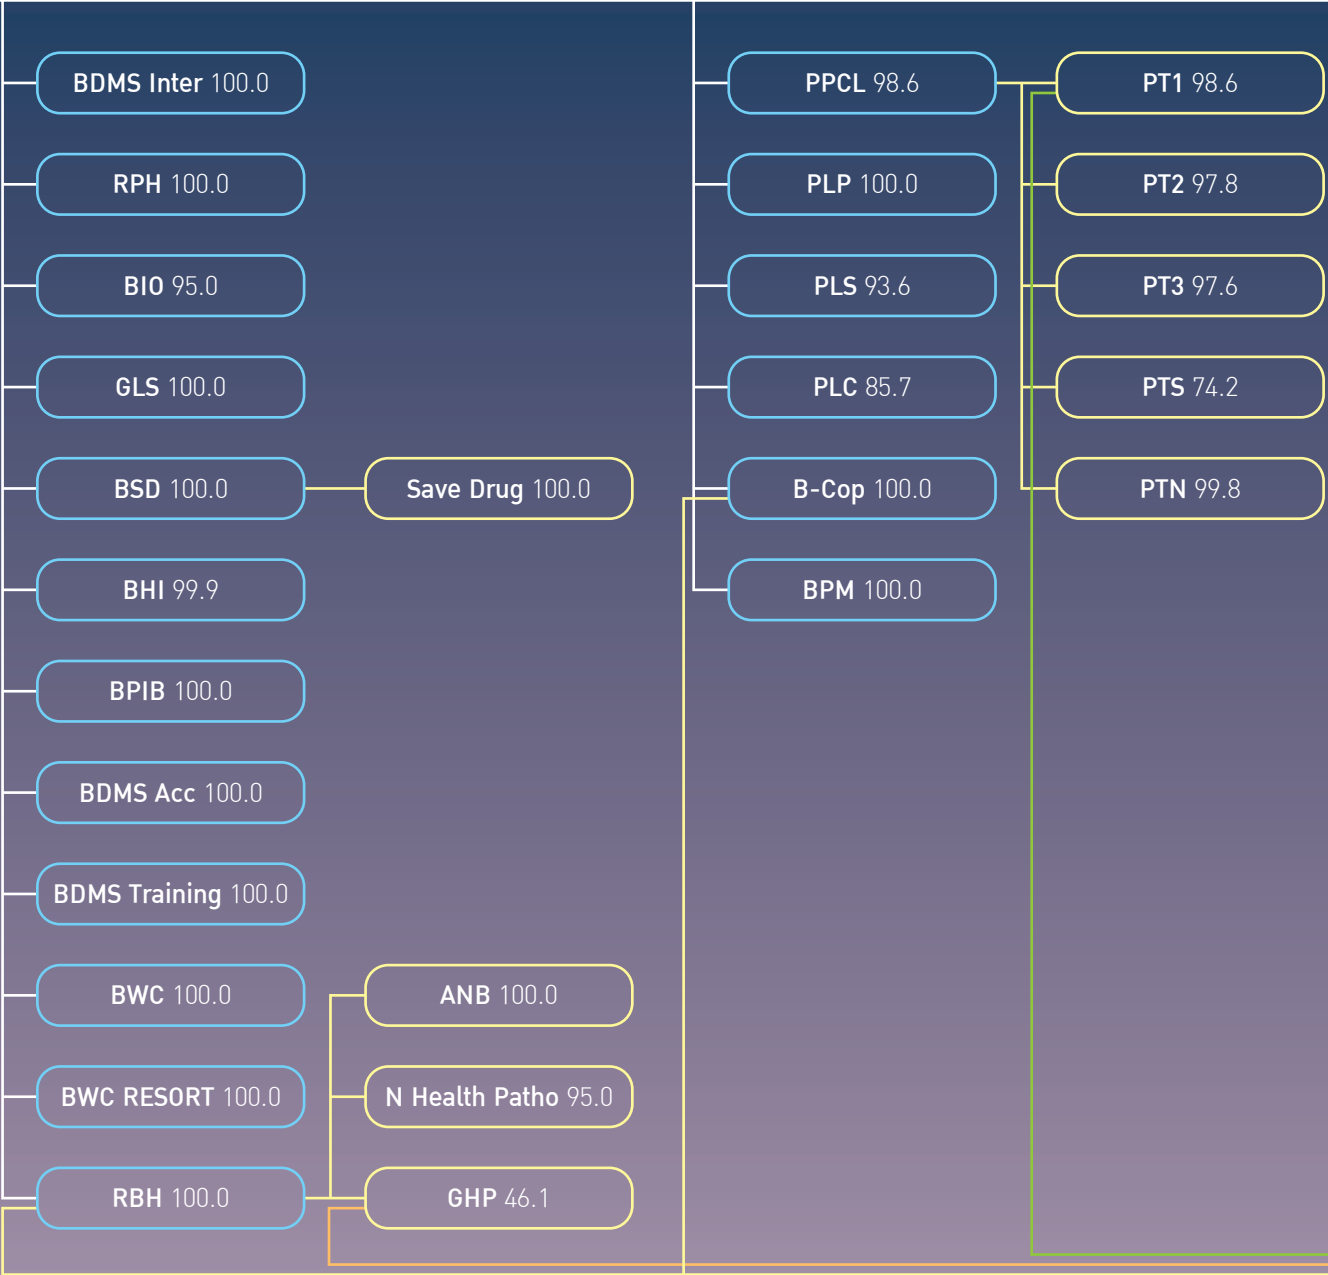 BDMS Inter 100.0
RPH 100.0
BIO 95.0
GLS 100.0
BSD 100.0
Save Drug 100.0
BHI 99.9
BPIB 100.0
BDMS Acc 100.0
BDMS Training 100.0
BWC 100.0
ANB 100.0
BWC RESORT 100.0
N Health Patho 95.0
RBH 100.0
GHP 46.1
PPCL 98.6
PT1 98.6
PLP 100.0
PT2 97.8
PLS 93.6
PT3 97.6
PLC 85.7
PTS 74.2
B-Cop 100.0
PTN 99.8
BPM 100.0